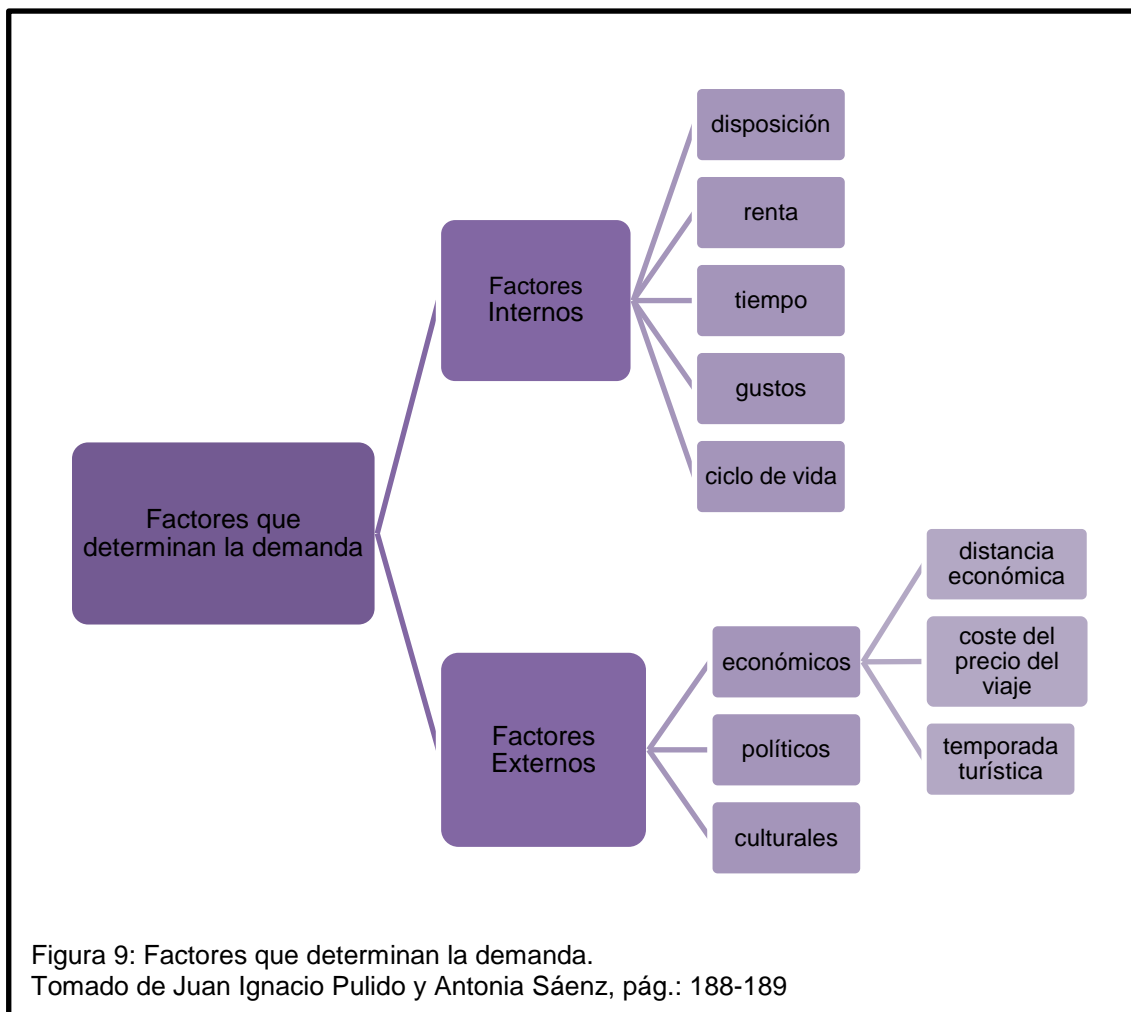 Factores que
determinan la demanda
Factores
Internos
disposición
renta
tiempo
gustos
ciclo de vida
Factores
Externos
económicos
distancia
económica
coste del
precio del
viaje
temporada
turística
políticos
culturales
Figura 9: Factores que determinan la demanda.
Tomado de Juan Ignacio Pulido y Antonia Sáenz, pág.: 188-189